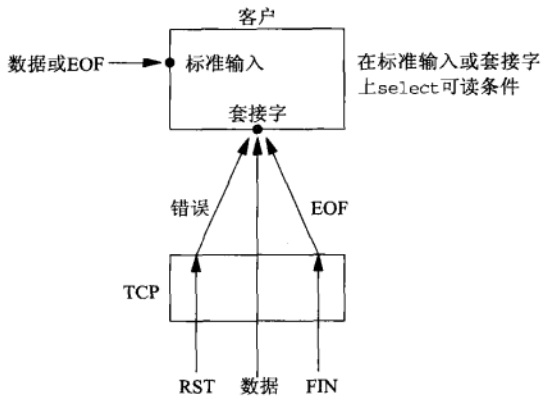 客户
数据或EOF
标准输入
在标准输入或套接字
上select可读条件
套接字
错误
EOF
TCP
RST
数据
FIN